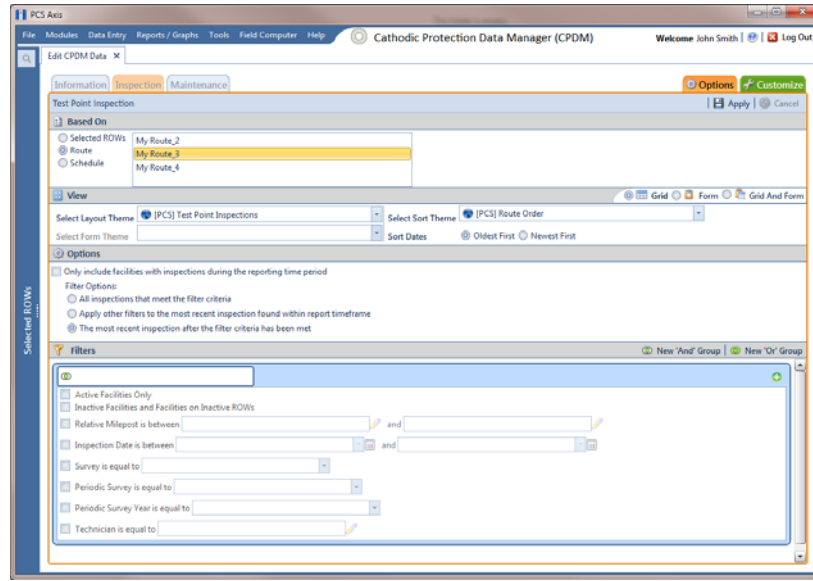 PCS Axis
File Modules Data Entry Reports / Graphs Tools Field Computer Help Cathodic Protection Data Manager (CPDM) Welcome John Smith | | Log Out
Edit CPDM Data ×
Information Inspection Maintenance Options Customize
Test Point Inspection | Apply | Cancel
Based On
Selected ROWs
Route
Schedule
My Route_2
My Route_3
My Route_4
View Grid Form Grid And Form
Select Layout Theme [PCS] Test Point Inspections Select Sort Theme [PCS] Route Order
Select Form Theme Sort Dates Oldest First Newest First
Options
Only include facilities with inspections during the reporting time period
Filter Options:
All inspections that meet the filter criteria
Apply other filters to the most recent inspection found within report timeframe
The most recent inspection after the filter criteria has been met
Selected ROWs
Filters New 'And' Group | New 'Or' Group
Active Facilities Only
Inactive Facilities and Facilities on Inactive ROWs
Relative Milepost is between and
Inspection Date is between and
Survey is equal to
Periodic Survey is equal to
Periodic Survey Year is equal to
Technician is equal to